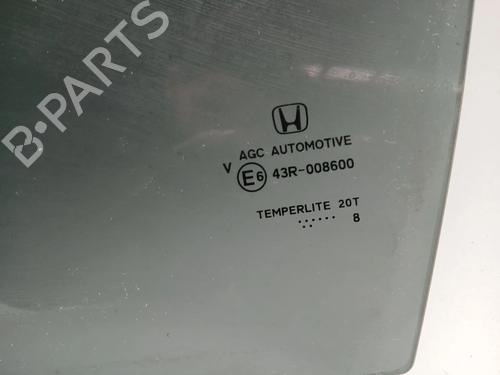 B-PARTS
AGC AUTOMOTIVE
V E6 43R-008600
TEMPERLITE 20T
8